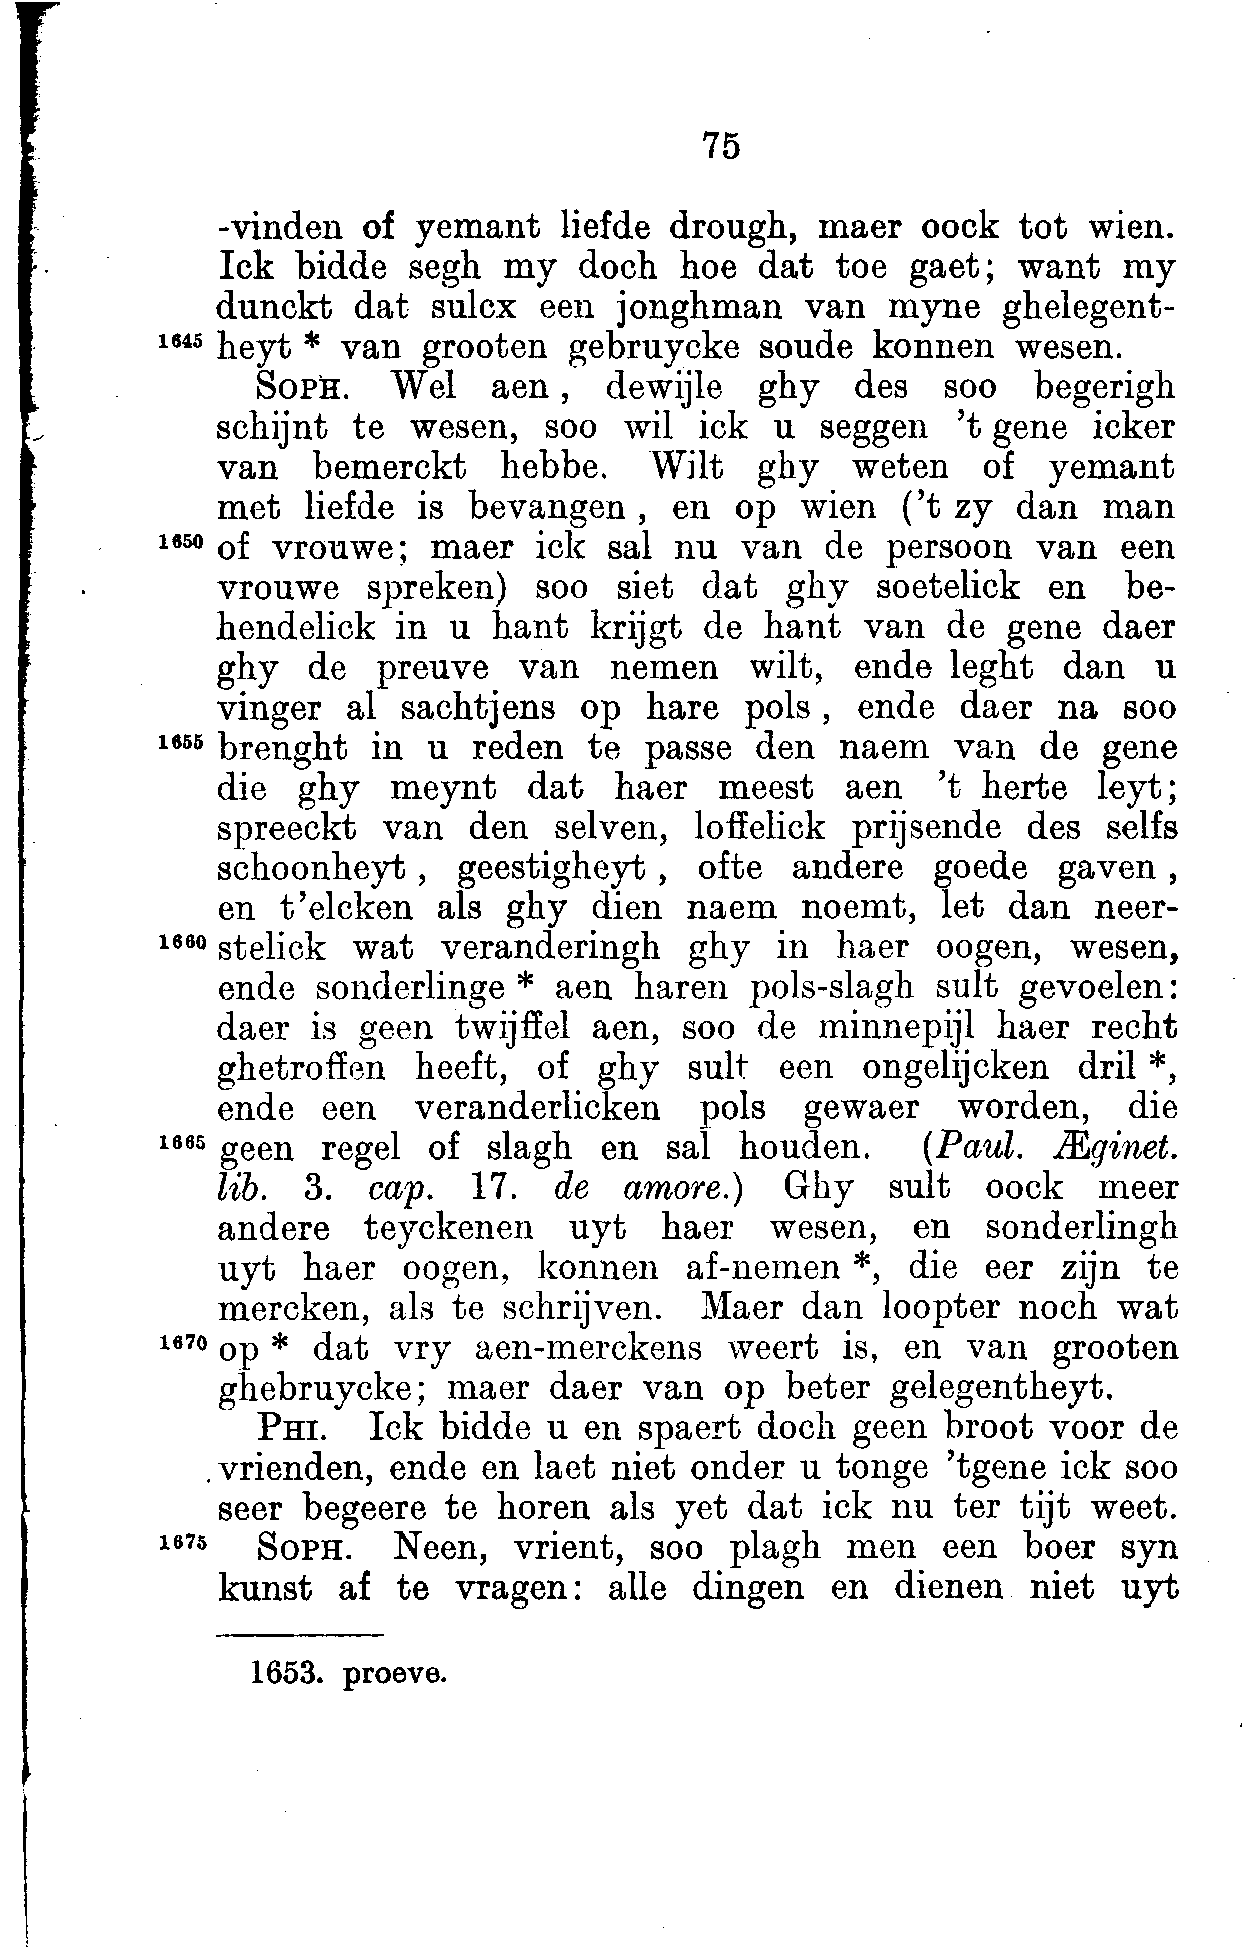 75
-vinden of yemant liefde drough, maer oock tot wien.
Ick bidde segh my doch hoe dat toe gaet; want my
dunckt dat sulcx een jonghman van myne ghelegent-
1645 heyt * van grooten gebruycke soude konnen wesen.
SOPH. Wel aen, dewijle ghy des soo begerigh
schijnt te wesen, soo wil ick u seggen 't gene icker
van bemerckt hebbe. Wilt ghy weten of yemant
met liefde is bevangen, en op wien ('t zy dan man
1650 of vrouwe; maer ick sal nu van de persoon van een
vrouwe spreken) soo siet dat ghy soetelick en be-
hendelick in u hant krijgt de hant van de gene daer
ghy de preuve van nemen wilt, ende leght dan u
vinger al sachtjens op hare pols, ende daer na soo
1655 brenght in u reden te passe den naem van de gene
die ghy meynt dat haer meest aen 't herte leyt;
spreeckt van den selven, loffelick prijsende des selfs
schoonheyt, geestigheyt, ofte andere goede gaven,
en t'elcken als ghy dien naem noemt, let dan neer-
1660 stelick wat veranderingh ghy in haer oogen, wesen,
ende sonderlinge * aen haren pols-slagh sult gevoelen:
daer is geen twijffel aen, soo de minnepijl haer recht
ghetroffen heeft, of ghy sult een ongelijcken dril *,
ende een veranderlicken pols gewaer worden, die
1665 geen regel of slagh en sal houden. (Paul. Æginet.
lib. 3. cap. 17. de amore.) Ghy sult oock meer
andere teyckenen uyt haer wesen, en sonderlingh
uyt haer oogen, konnen af-nemen *, die eer zijn te
mercken, als te schrijven. Maer dan loopter noch wat
1670 op * dat vry aen-merckens weert is, en van grooten
ghebruycke; maer daer van op beter gelegentheyt.
PHI. Ick bidde u en spaert doch geen broot voor de
vrienden, ende en laet niet onder u tonge 'tgene ick soo
seer begeere te horen als yet dat ick nu ter tijt weet.
1675 SOPH. Neen, vrient, soo plagh men een boer syn
kunst af te vragen: alle dingen en dienen niet uyt
1653. proeve.